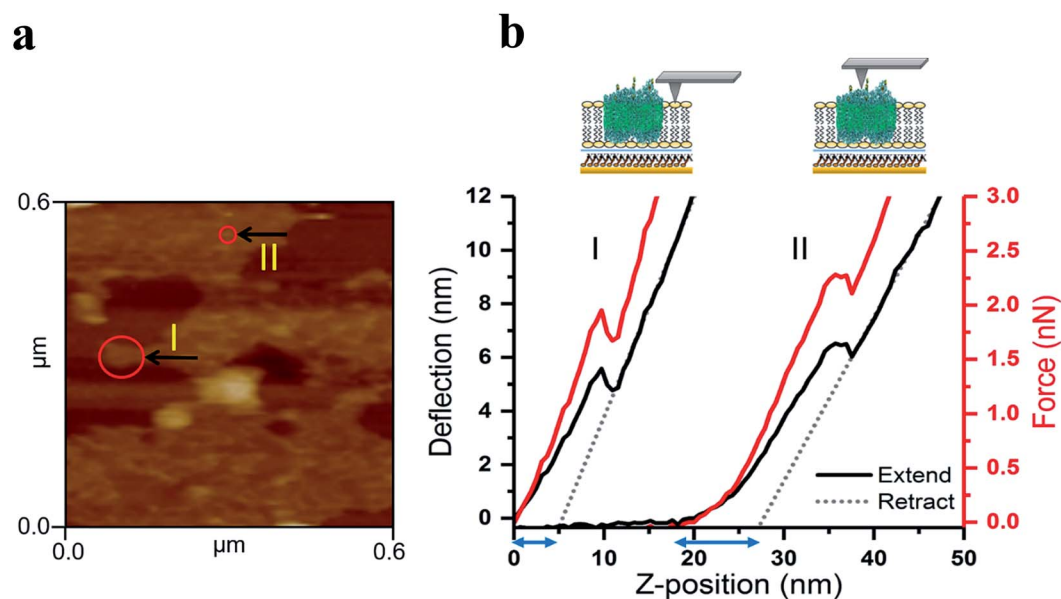 a
b
0.6
μm
0.0
0.0
μm
0.6
I
II
12
10
8
6
4
2
0
Deflection (nm)
I
II
Extend
Retract
3.0
2.5
2.0
1.5
1.0
0.5
0.0
Force (nN)
0
10
20
30
40
50
Z-position (nm)